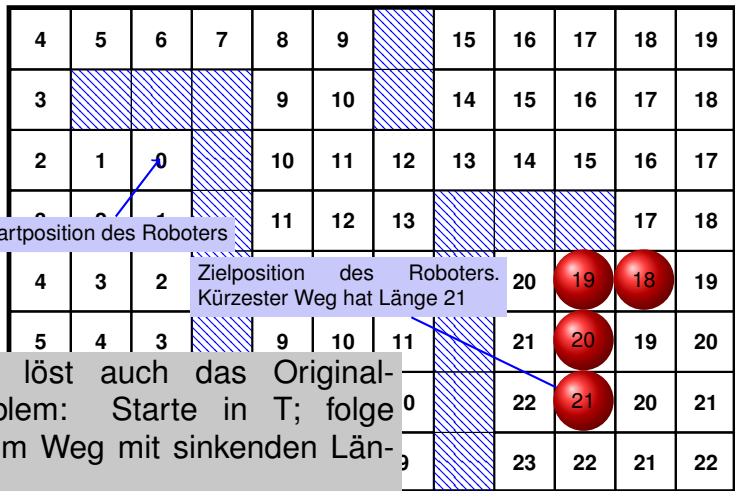 4 5 6 7 8 9 15 16 17 18 19
3 9 10 14 15 16 17 18
2 1 0 10 11 12 13 14 15 16 17
11 12 13 17 18
artposition des Roboters
4 3 2 20 19 18 19
Zielposition des Roboters.
Kürzester Weg hat Länge 21
5 4 3 9 10 11 21 20 19 20
löst auch das Original-
blem: Starte in T; folge
m Weg mit sinkenden Län-
0 22 21 20 21
23 22 21 22